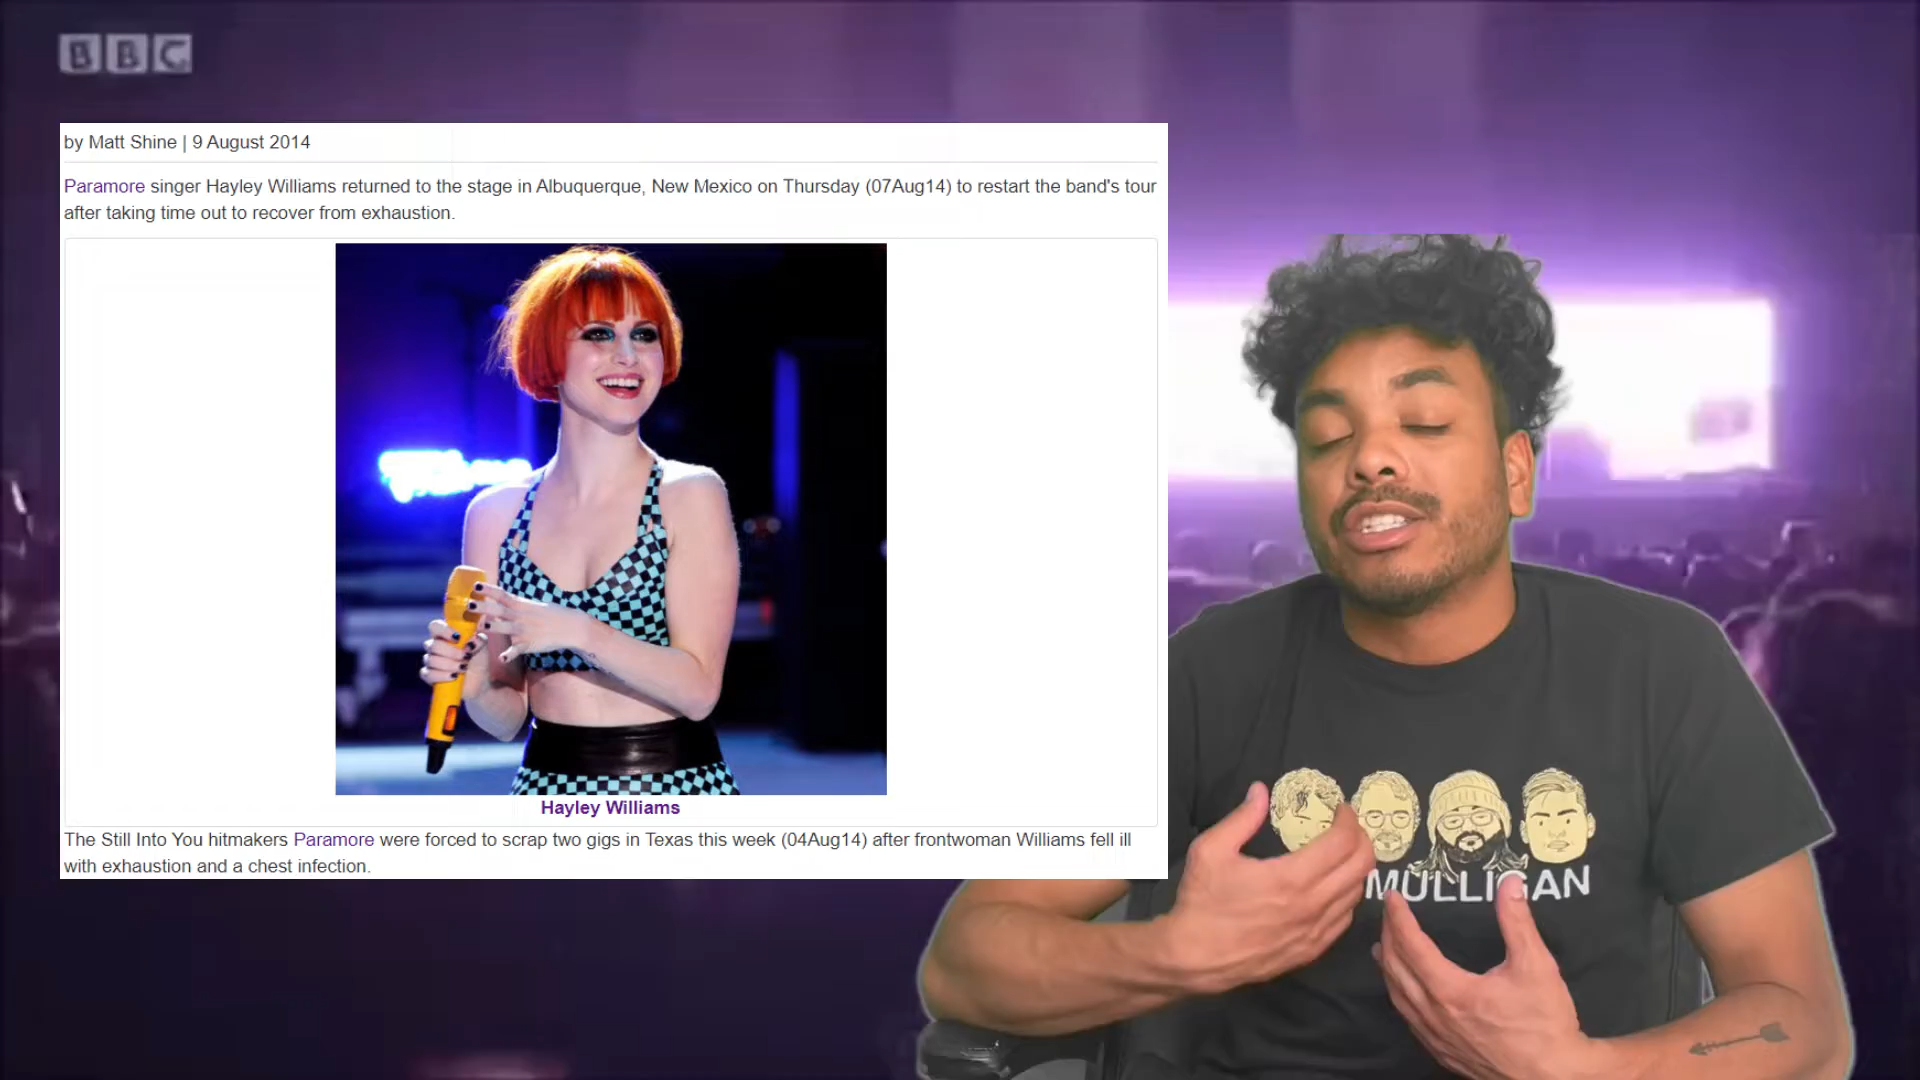 BBC
by Matt Shine | 9 August 2014
Paramore singer Hayley Williams returned to the stage in Albuquerque, New Mexico on Thursday (07Aug14) to restart the band's tour
after taking time out to recover from exhaustion.
Hayley Williams
The Still Into You hitmakers Paramore were forced to scrap two gigs in Texas this week (04Aug14) after frontwoman Williams fell ill
with exhaustion and a chest infection.
MULLIGAN